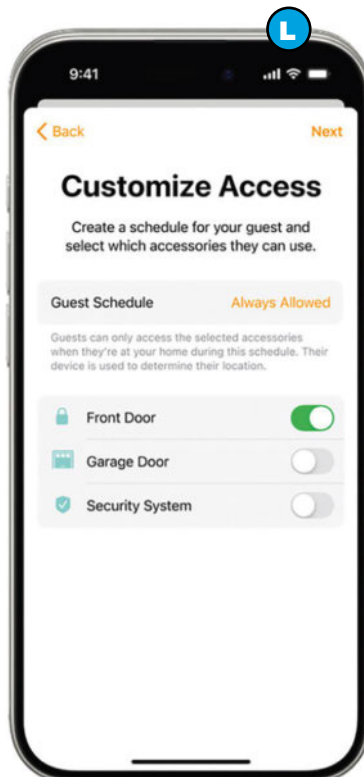 L
9:41
Back
Next
Customize Access
Create a schedule for your guest and
select which accessories they can use.
Guest Schedule Always Allowed
Guests can only access the selected accessories
when they're at your home during this schedule. Their
device is used to determine their location.
Front Door
Garage Door
Security System